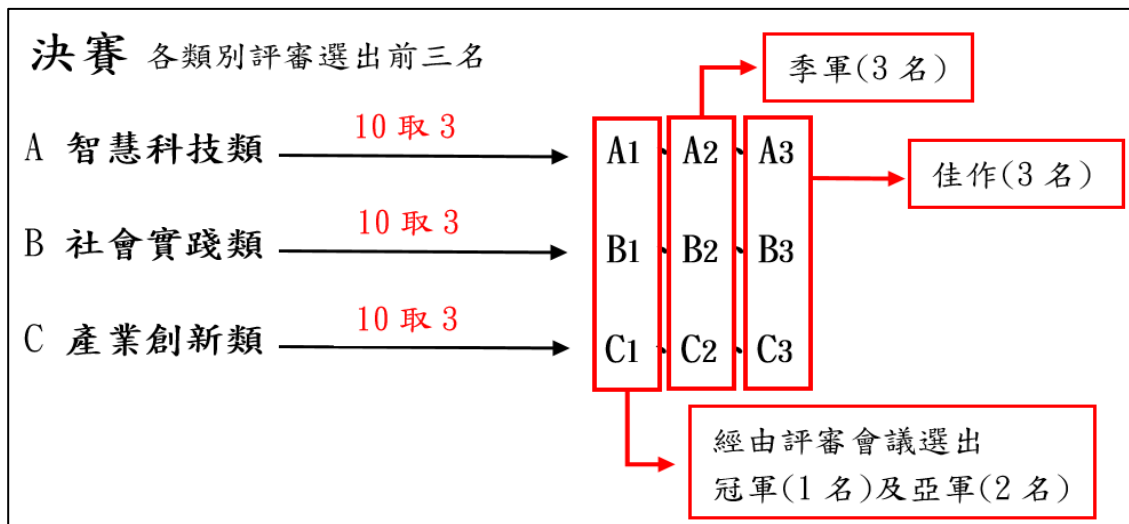 決賽 各類別評審選出前三名
季軍(3 名)
10 取 3
A 智慧科技類
A1、A2、A3
佳作(3 名)
10 取 3
B 社會實踐類
B1、B2、B3
10 取 3
C 產業創新類
C1、C2、C3
經由評審會議選出
冠軍(1 名)及亞軍(2 名)